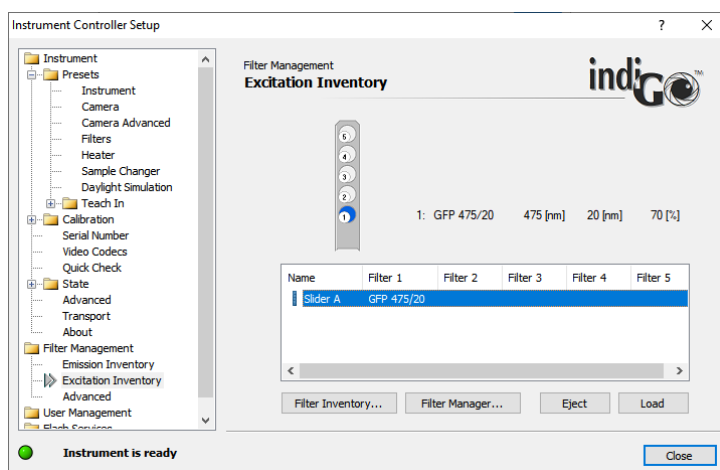 Instrument Controller Setup
? X
Instrument
Presets
Instrument
Camera
Camera Advanced
Filters
Heater
Sample Changer
Daylight Simulation
Teach In
Calibration
Serial Number
Video Codecs
Quick Check
State
Advanced
Transport
About
Filter Management
Emission Inventory
Excitation Inventory
Advanced
User Management
Flash Services
Instrument is ready
Filter Management
Excitation Inventory
indiGo™
5
4
3
2
1
1: GFP 475/20 475 [nm] 20 [nm] 70 [%]
Name Filter 1 Filter 2 Filter 3 Filter 4 Filter 5
Slider A GFP 475/20
Filter Inventory... Filter Manager... Eject Load
Close